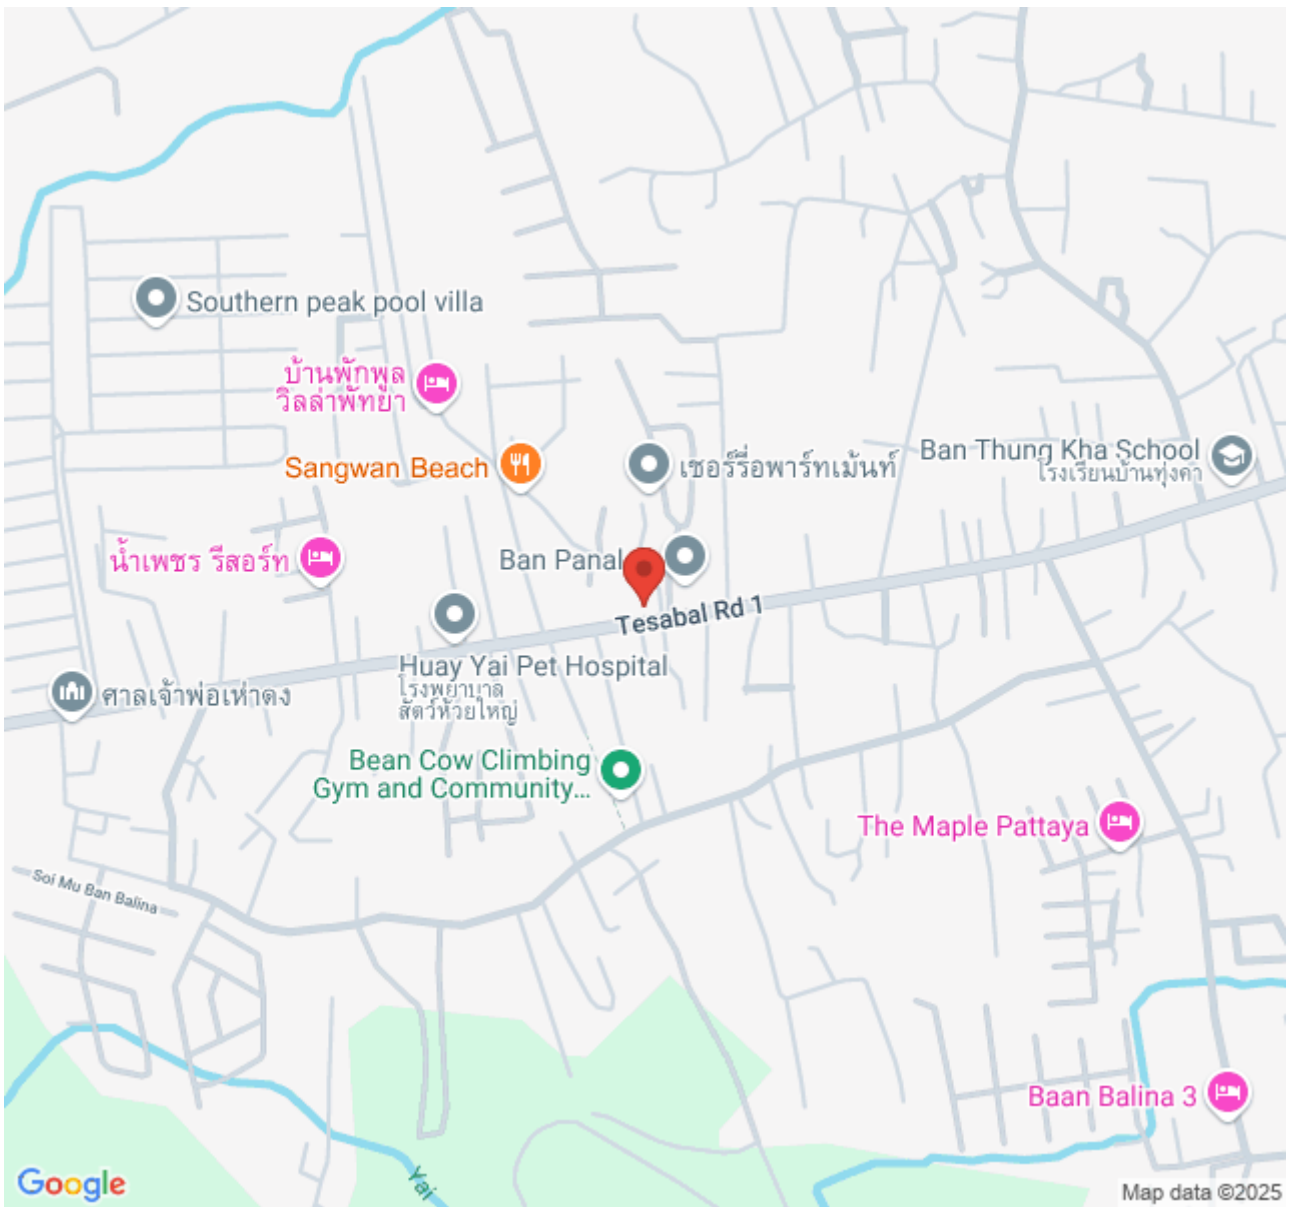 Southern peak pool villa
บ้านพักพูล
วิลล่าพัทยา
Sangwan Beach
เชอร์รี่อพาร์ทเม้นท์
Ban Thung Kha School
โรงเรียนบ้านทุ่งคา
น้ำเพชร รีสอร์ท
Ban Panal
Tesabal Rd 1
Huay Yai Pet Hospital
โรงพยาบาล
สัตว์ห้วยใหญ่
ศาลเจ้าพ่อเห่าดง
Bean Cow Climbing
Gym and Community...
The Maple Pattaya
Soi Mu Ban Balina
Baan Balina 3
Yai
Google
Map data ©2025